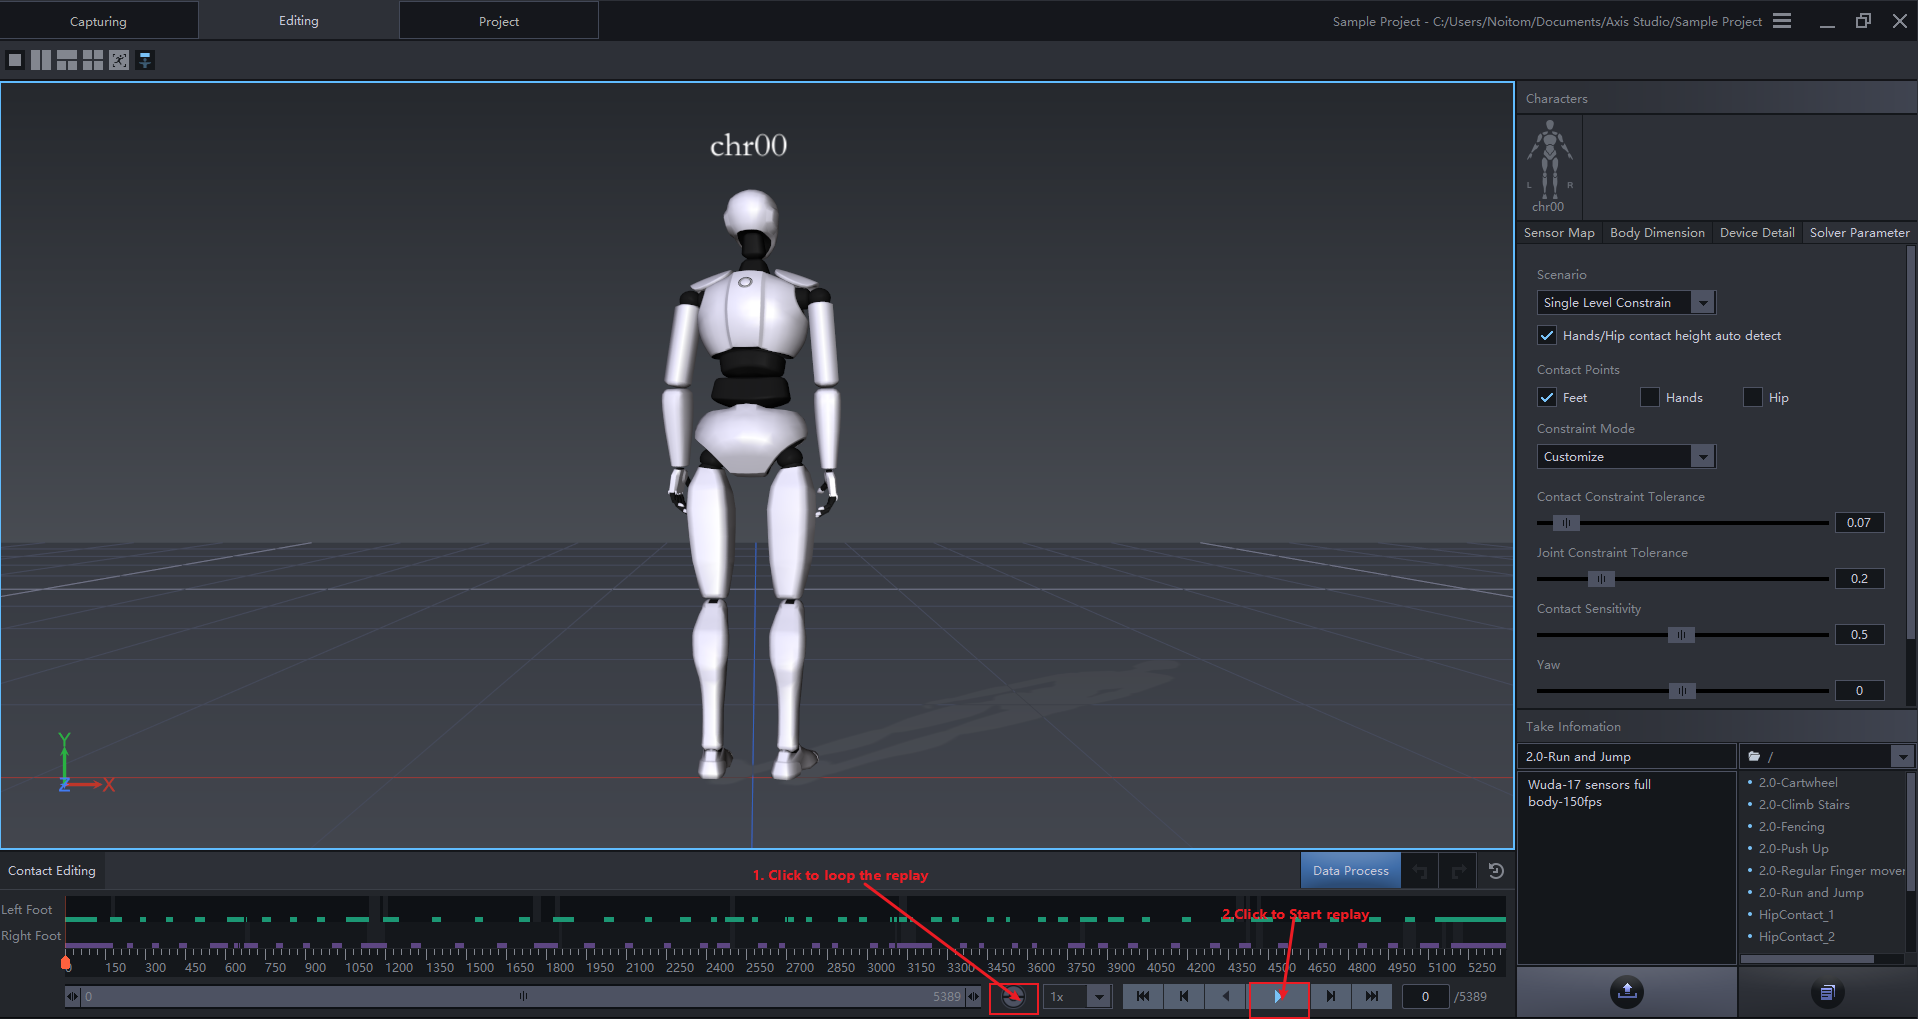 Capturing
Editing
Project
Sample Project - C:/Users/Noitom/Documents/Axis Studio/Sample Project
chr00
Characters
L
R
chr00
Sensor Map
Body Dimension
Device Detail
Solver Parameter
Scenario
Single Level Constrain
Hands/Hip contact height auto detect
Contact Points
Feet
Hands
Hip
Constraint Mode
Customize
Contact Constraint Tolerance
0.07
Joint Constraint Tolerance
0.2
Contact Sensitivity
0.5
Yaw
0
Y
Z
X
Take Infomation
2.0-Run and Jump
/
Wuda-17 sensors full
body-150fps
2.0-Cartwheel
2.0-Climb Stairs
2.0-Fencing
2.0-Push Up
2.0-Regular Finger mover
2.0-Run and Jump
HipContact_1
HipContact_2
Contact Editing
1. Click to loop the replay
Data Process
Left Foot
2.Click to Start replay
Right Foot
0 150 300 450 600 750 900 1050 1200 1350 1500 1650 1800 1950 2100 2250 2400 2550 2700 2850 3000 3150 3300 3450 3600 3750 3900 4050 4200 4350 4500 4650 4800 4950 5100 5250
0
5389
1x
0
/5389